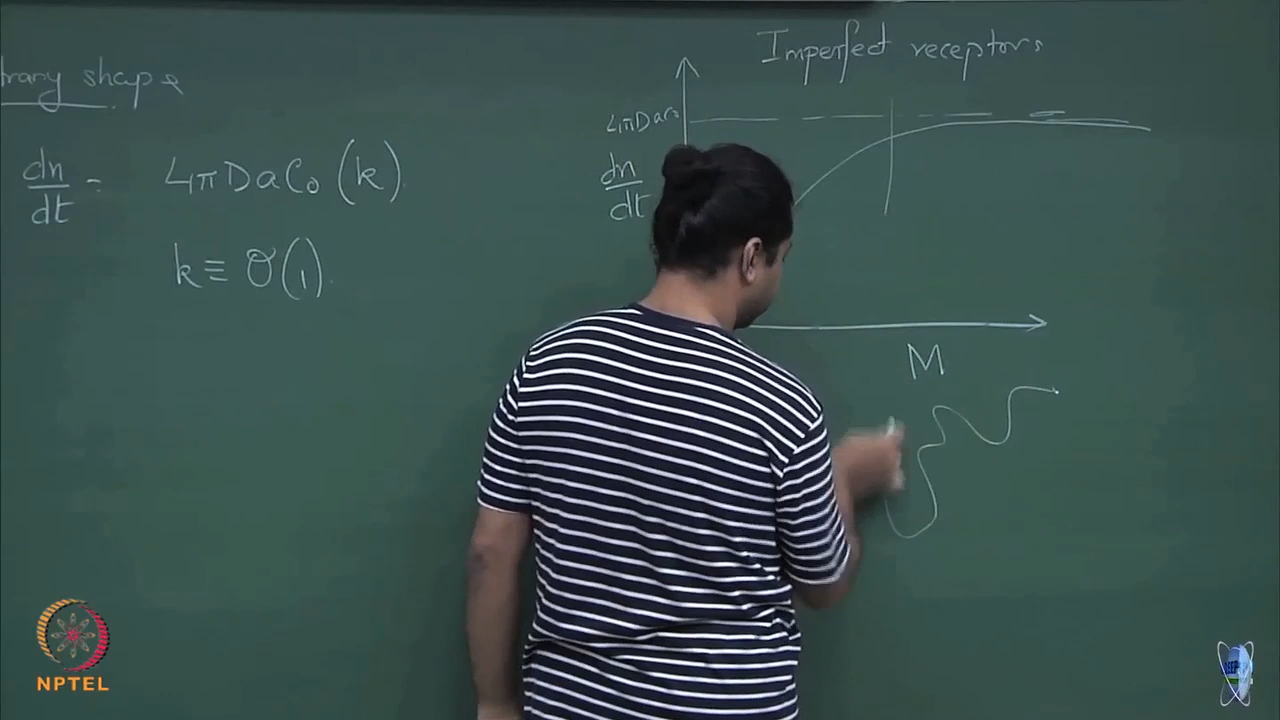 trary shape
dn/dt = 4πDaC₀ (k).
k ≡ O(1).
Imperfect receptors
4πDaC₀
dn/dt
M
NPTEL